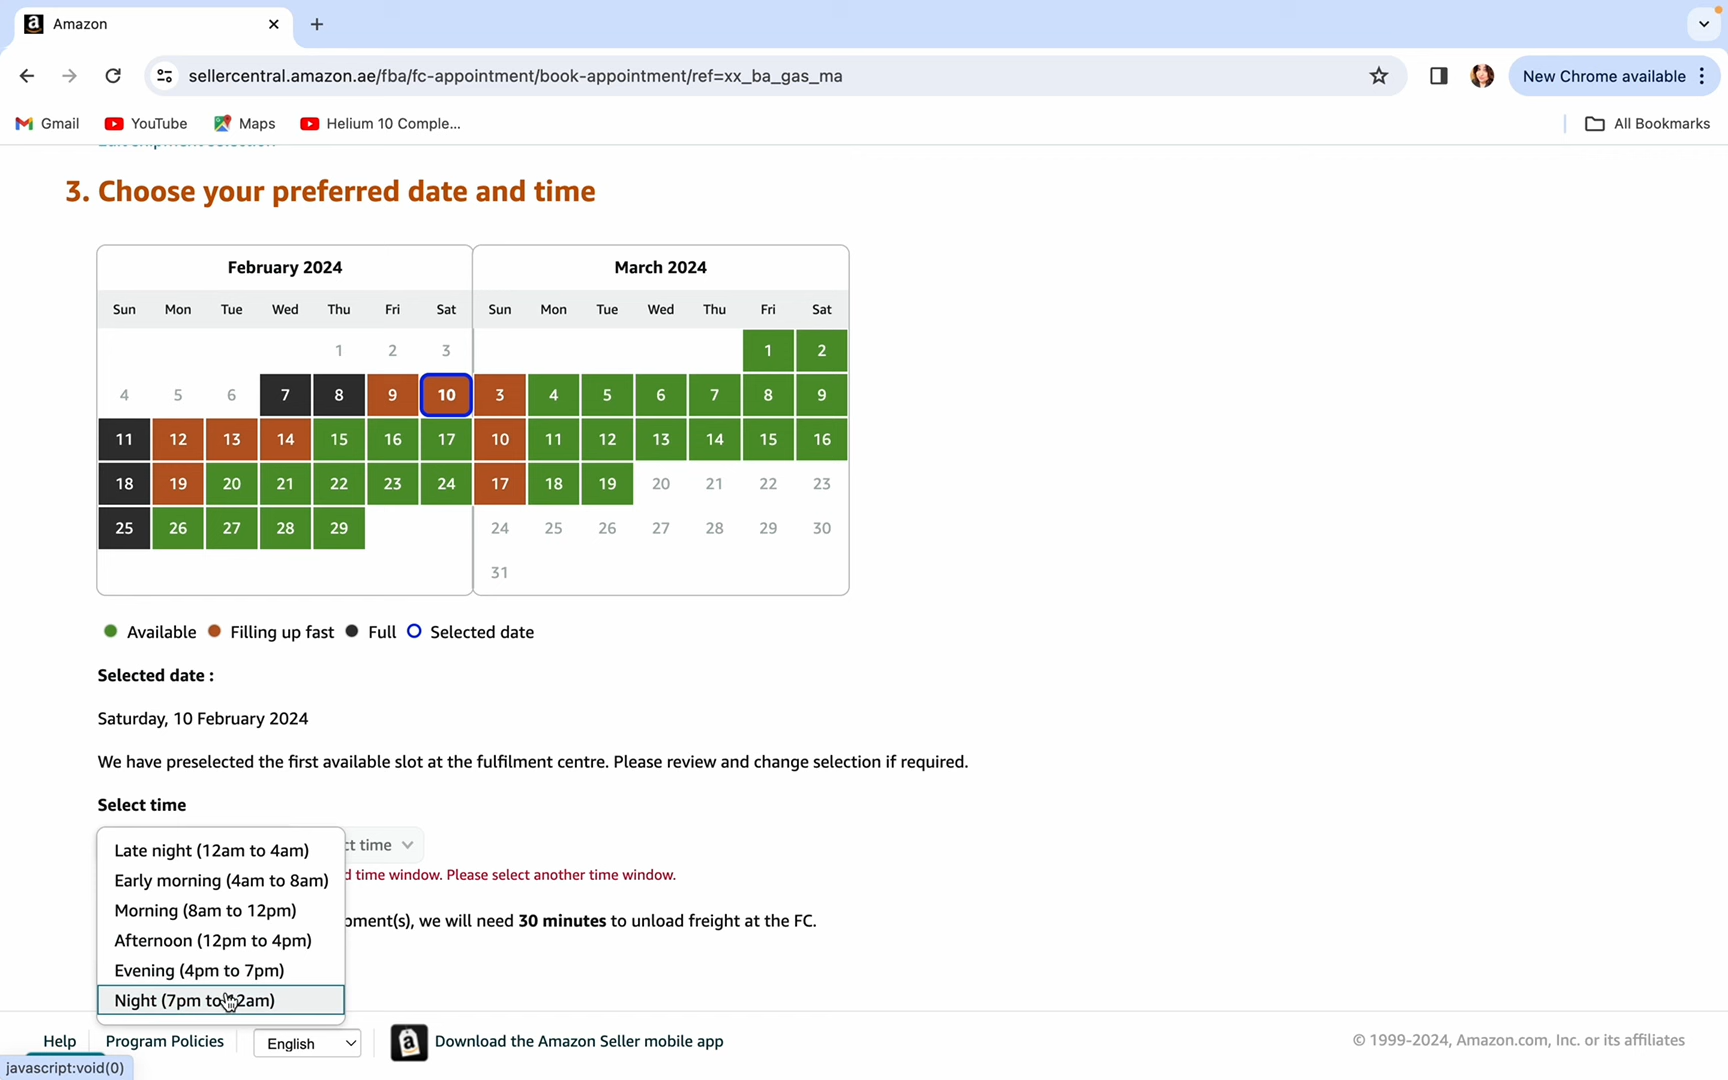 Amazon
sellercentral.amazon.ae/fba/fc-appointment/book-appointment/ref=xx_ba_gas_ma
New Chrome available
Gmail YouTube Maps Helium 10 Comple... All Bookmarks
Edit shipment selection
3. Choose your preferred date and time
February 2024 March 2024
Sun Mon Tue Wed Thu Fri Sat Sun Mon Tue Wed Thu Fri Sat
1 2 3 1 2
4 5 6 7 8 9 10 3 4 5 6 7 8 9
11 12 13 14 15 16 17 10 11 12 13 14 15 16
18 19 20 21 22 23 24 17 18 19 20 21 22 23
25 26 27 28 29 24 25 26 27 28 29 30
31
Available Filling up fast Full Selected date
Selected date :
Saturday, 10 February 2024
We have preselected the first available slot at the fulfilment centre. Please review and change selection if required.
Select time
Late night (12am to 4am) ct time
d time window. Please select another time window.
Early morning (4am to 8am)
Morning (8am to 12pm)
pment(s), we will need 30 minutes to unload freight at the FC.
Afternoon (12pm to 4pm)
Evening (4pm to 7pm)
Night (7pm to 2am)
Help Program Policies English Download the Amazon Seller mobile app © 1999-2024, Amazon.com, Inc. or its affiliates
javascript:void(0)